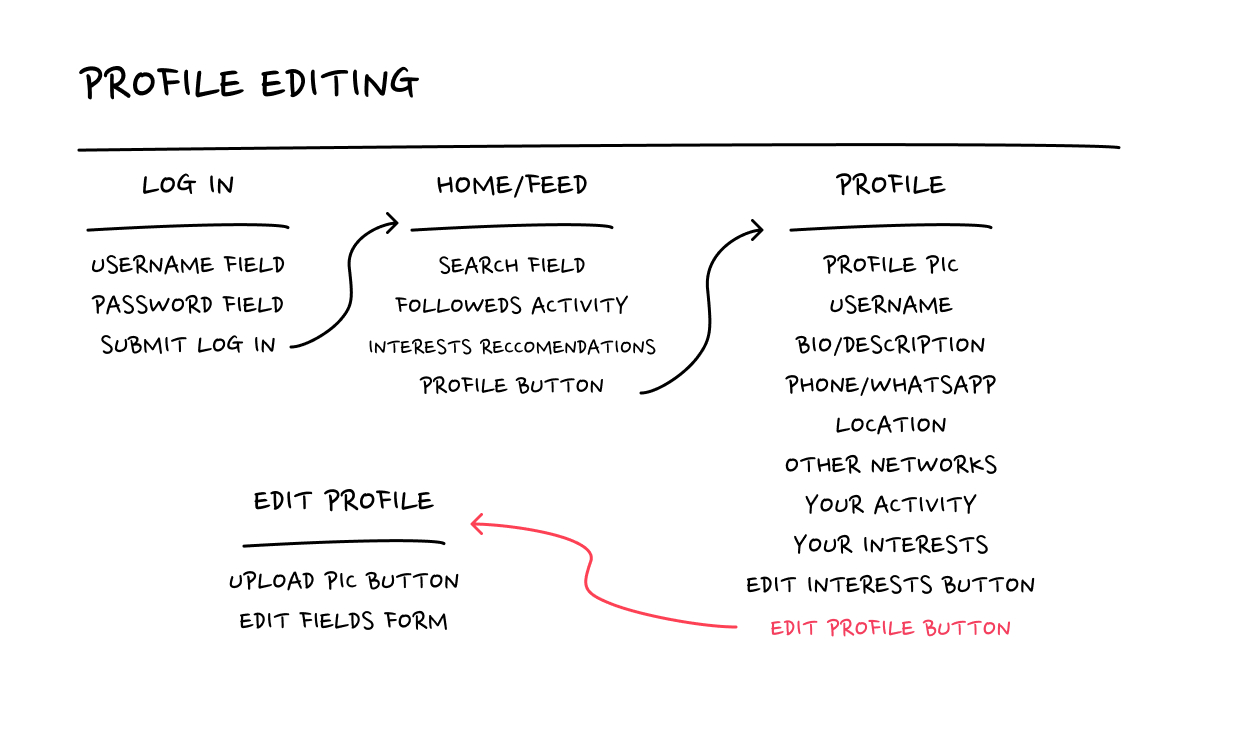 PROFILE EDITING
LOG IN
USERNAME FIELD
PASSWORD FIELD
SUBMIT LOG IN
HOME/FEED
SEARCH FIELD
FOLLOWEDS ACTIVITY
INTERESTS RECCOMENDATIONS
PROFILE BUTTON
PROFILE
PROFILE PIC
USERNAME
BIO/DESCRIPTION
PHONE/WHATSAPP
LOCATION
OTHER NETWORKS
YOUR ACTIVITY
YOUR INTERESTS
EDIT INTERESTS BUTTON
EDIT PROFILE BUTTON
EDIT PROFILE
UPLOAD PIC BUTTON
EDIT FIELDS FORM